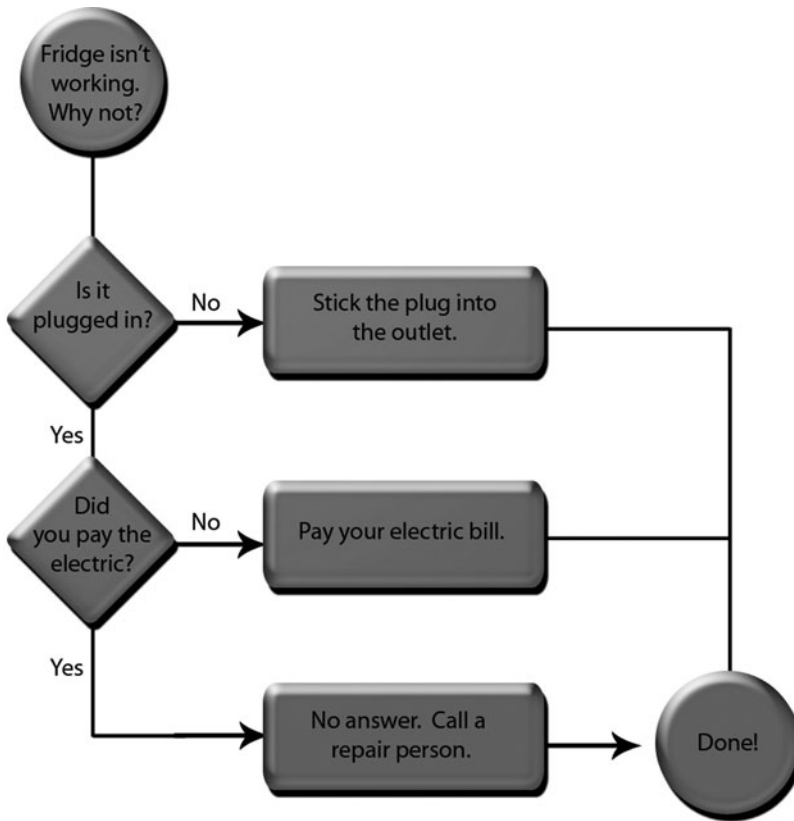 Fridge isn't
working.
Why not?
Is it
plugged in?
No
Stick the plug into
the outlet.
Yes
Did
you pay the
electric?
No
Pay your electric bill.
Yes
No answer.  Call a
repair person.
Done!